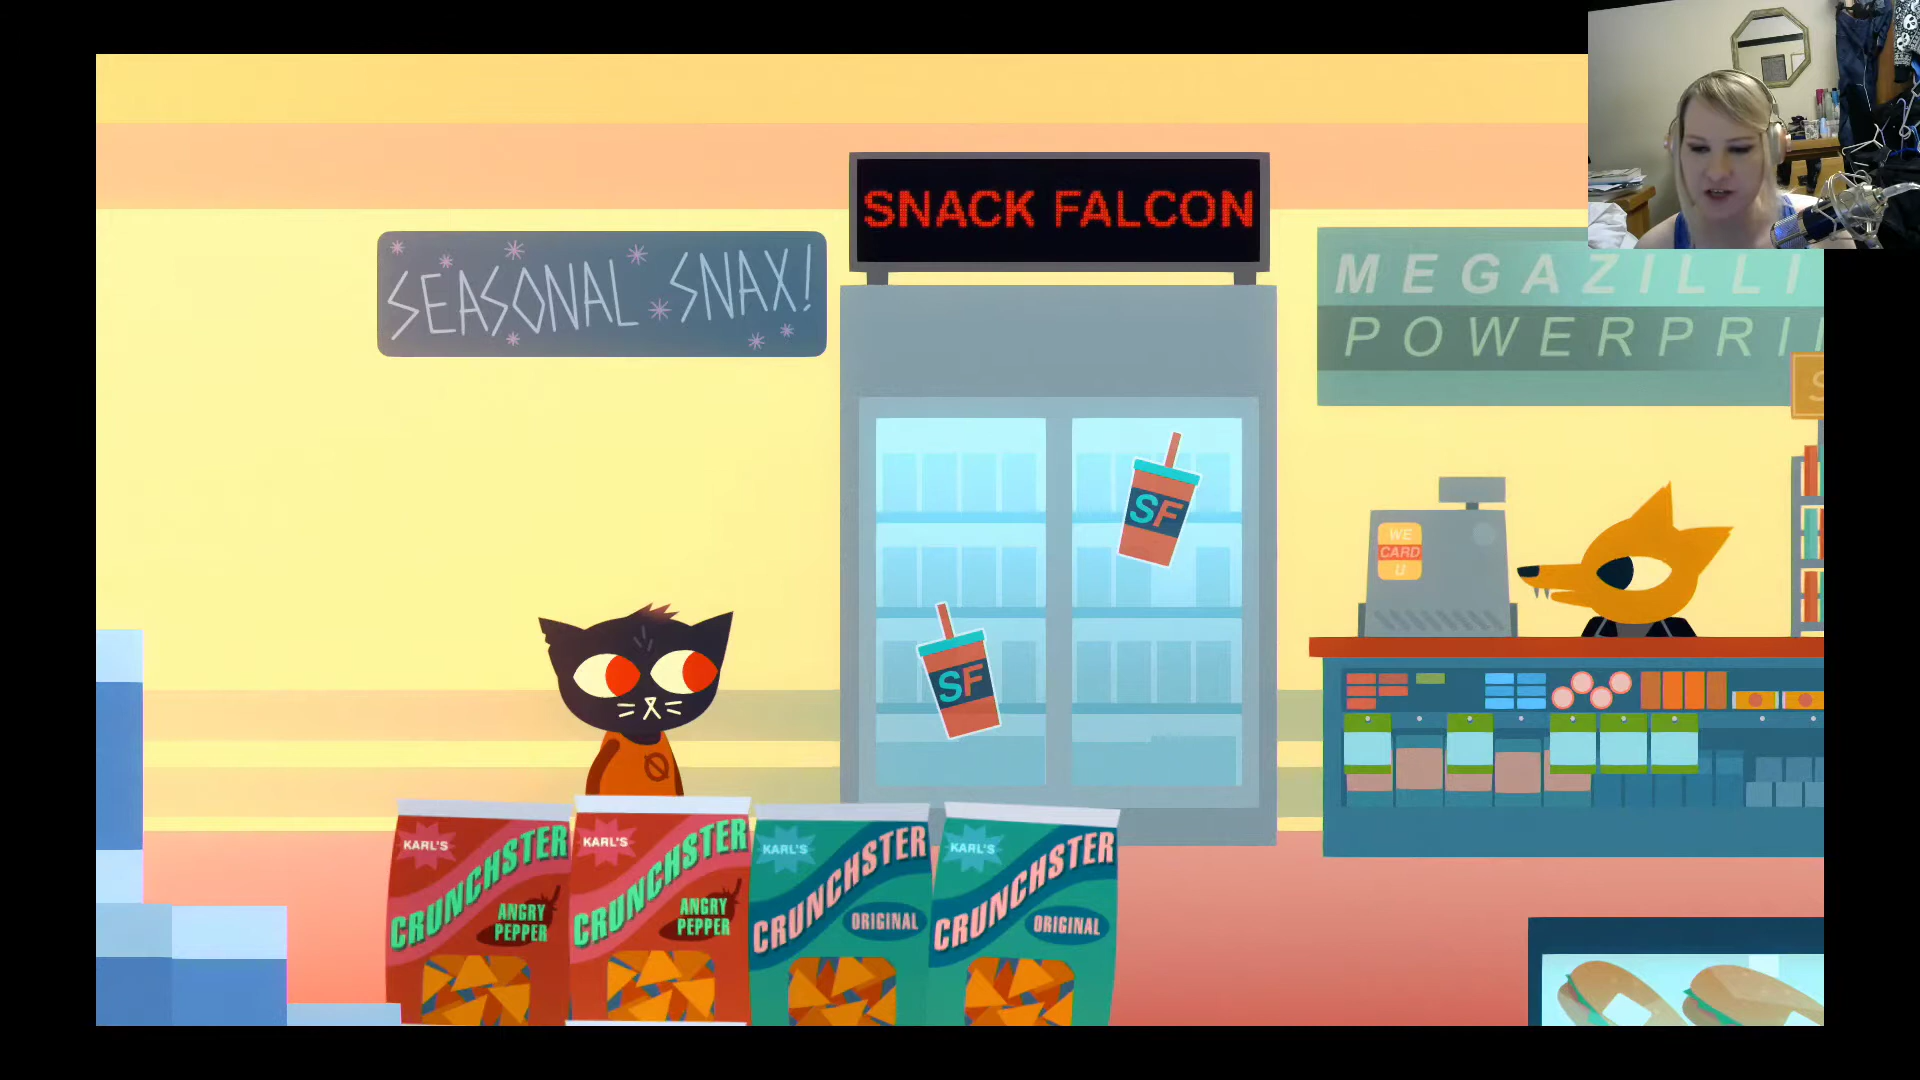 SNACK FALCON
SEASONAL SNAX!
MEGAZILLI
POWERPRI
WE
CARD
U
SF
SF
KARL'S
CRUNCHSTER
ANGRY
PEPPER
KARL'S
CRUNCHSTER
ANGRY
PEPPER
KARL'S
CRUNCHSTER
ORIGINAL
KARL'S
CRUNCHSTER
ORIGINAL